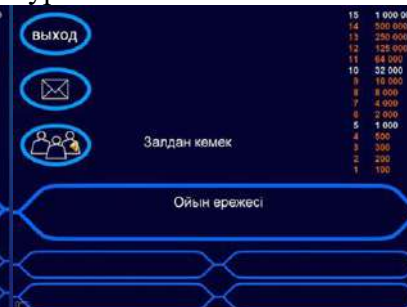 ВЫХОД
Залдан көмек
Ойын ережесі
15 1 000 0
14 500 000
13 250 000
12 125 000
11 64 000
10 32 000
9 16 000
8 8 000
7 4 000
6 2 000
5 1 000
4 500
3 300
2 200
1 100